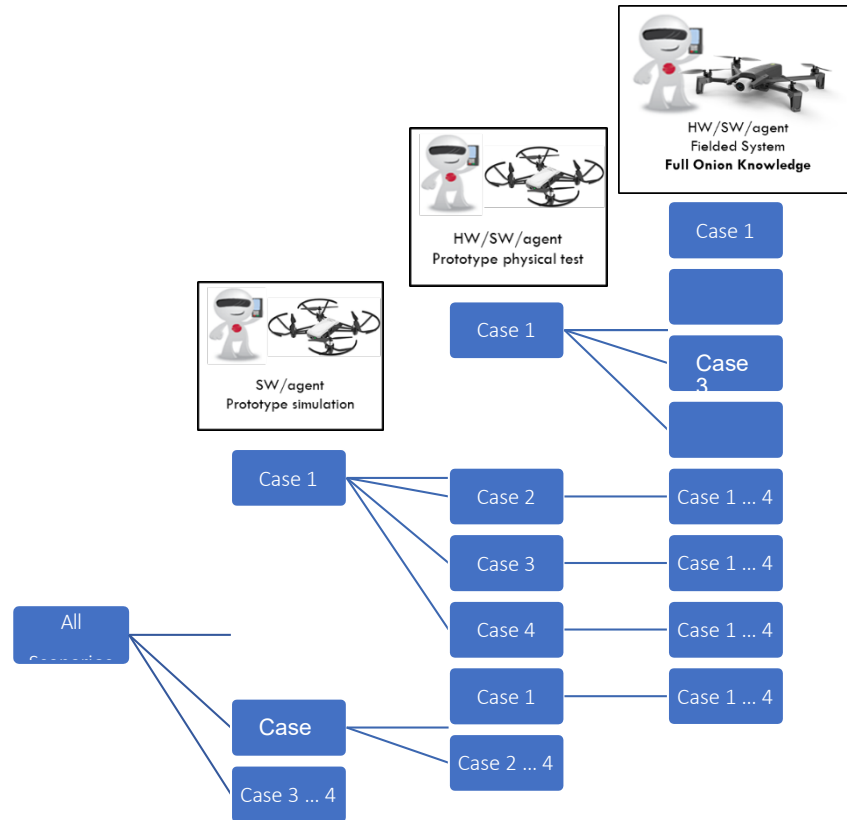 HW/SW/agent
Fielded System
Full Onion Knowledge
HW/SW/agent
Prototype physical test
SW/agent
Prototype simulation
Case 1
Case 1
Case
3
Case 1
Case 2
Case 1 ... 4
Case 3
Case 1 ... 4
All
Case 4
Case 1 ... 4
Case 1
Case 1 ... 4
Case
Case 2 ... 4
Case 3 ... 4